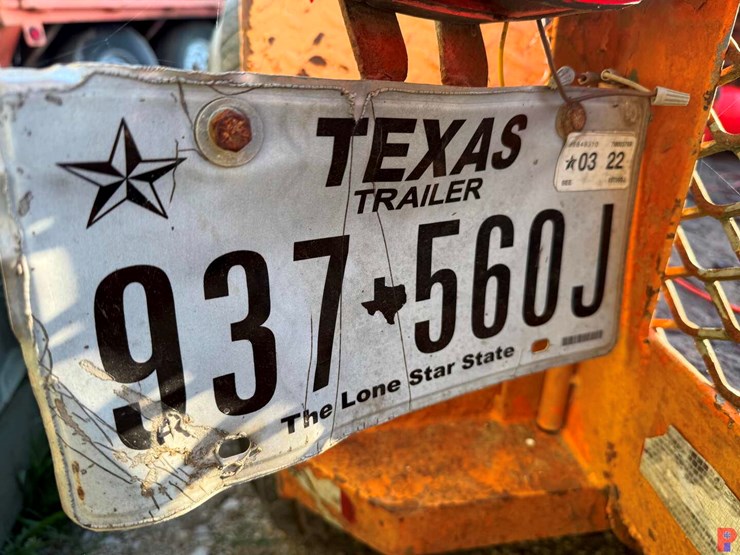 TEXAS
TRAILER
03 22
937 560J
The Lone Star State